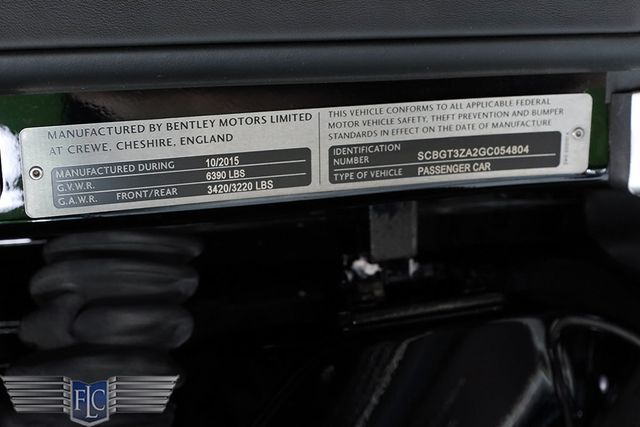 MANUFACTURED BY BENTLEY MOTORS LIMITED
AT CREWE, CHESHIRE, ENGLAND
MANUFACTURED DURING 10/2015
G.V.W.R. 6390 LBS
G.A.W.R. FRONT/REAR 3420/3220 LBS
THIS VEHICLE CONFORMS TO ALL APPLICABLE FEDERAL
MOTOR VEHICLE SAFETY, THEFT PREVENTION AND BUMPER
STANDARDS IN EFFECT ON THE DATE OF MANUFACTURE
IDENTIFICATION
NUMBER SCBGT3ZA2GC054804
TYPE OF VEHICLE PASSENGER CAR
FLC